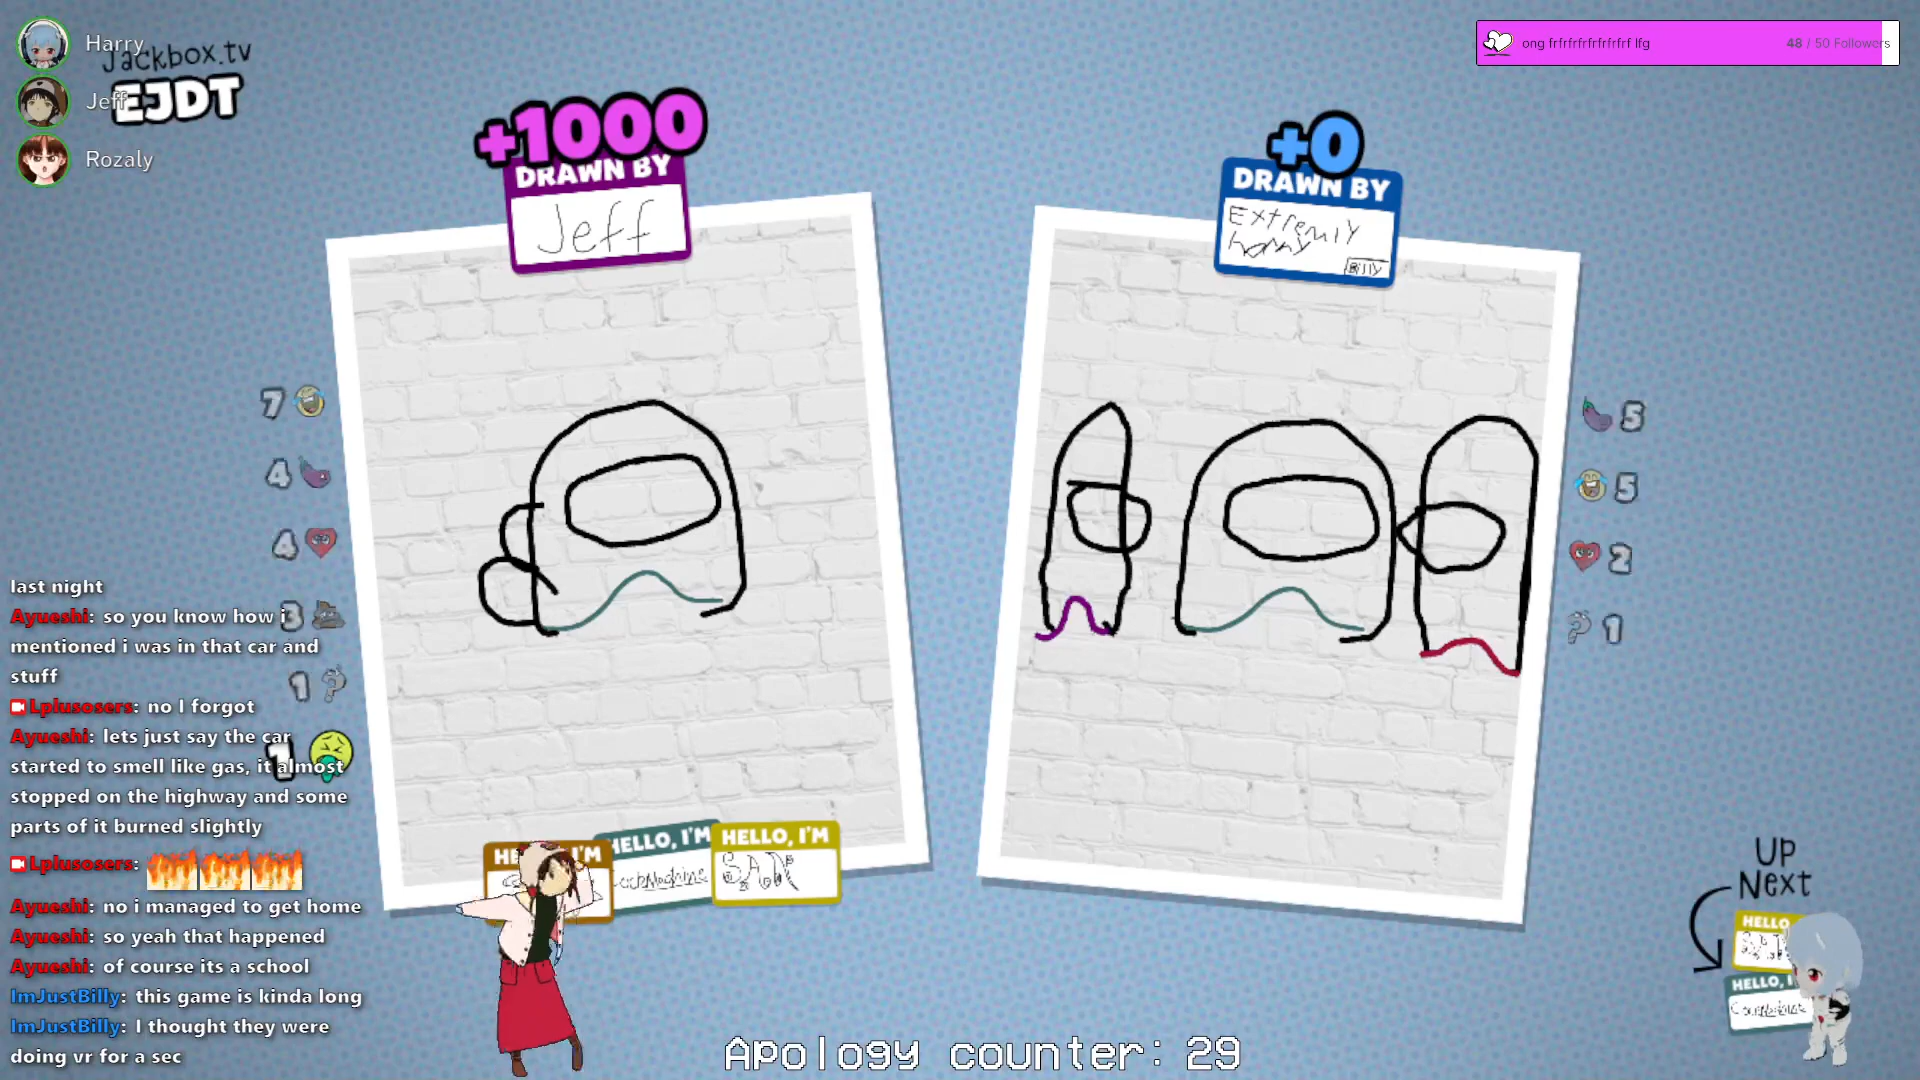 Harry
Jackbox.tv
Jeff
EJDT
Rozaly
ong frfrfrfrfrfrfrfrf lfg
48 / 50 Followers
+1000
DRAWN BY
Jeff
+0
DRAWN BY
Extremly
horny
Billy
7
4
4
3
1
1
5
5
2
1
last night
Ayueshi: so you know how i
mentioned i was in that car and
stuff
Lplusosers: no I forgot
Ayueshi: lets just say the car
started to smell like gas, it almost
stopped on the highway and some
parts of it burned slightly
Lplusosers:
Ayueshi: no i managed to get home
Ayueshi: so yeah that happened
Ayueshi: of course its a school
ImJustBilly: this game is kinda long
ImJustBilly: I thought they were
doing vr for a sec
HELLO, I'M
HELLO, I'M
UP
Next
HELLO
HELLO, I
Apology counter: 29